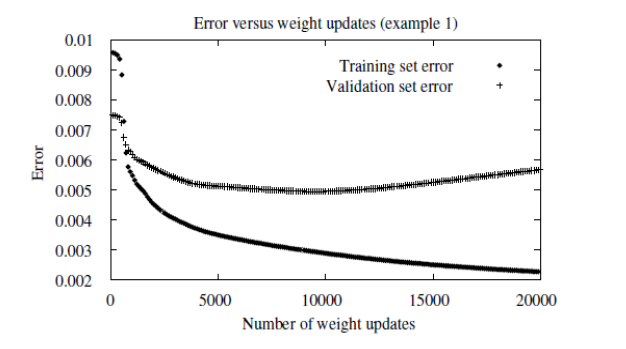 Error versus weight updates (example 1)
0.01
0.009
0.008
0.007
0.006
0.005
0.004
0.003
0.002
Error
Training set error
Validation set error
0 5000 10000 15000 20000
Number of weight updates